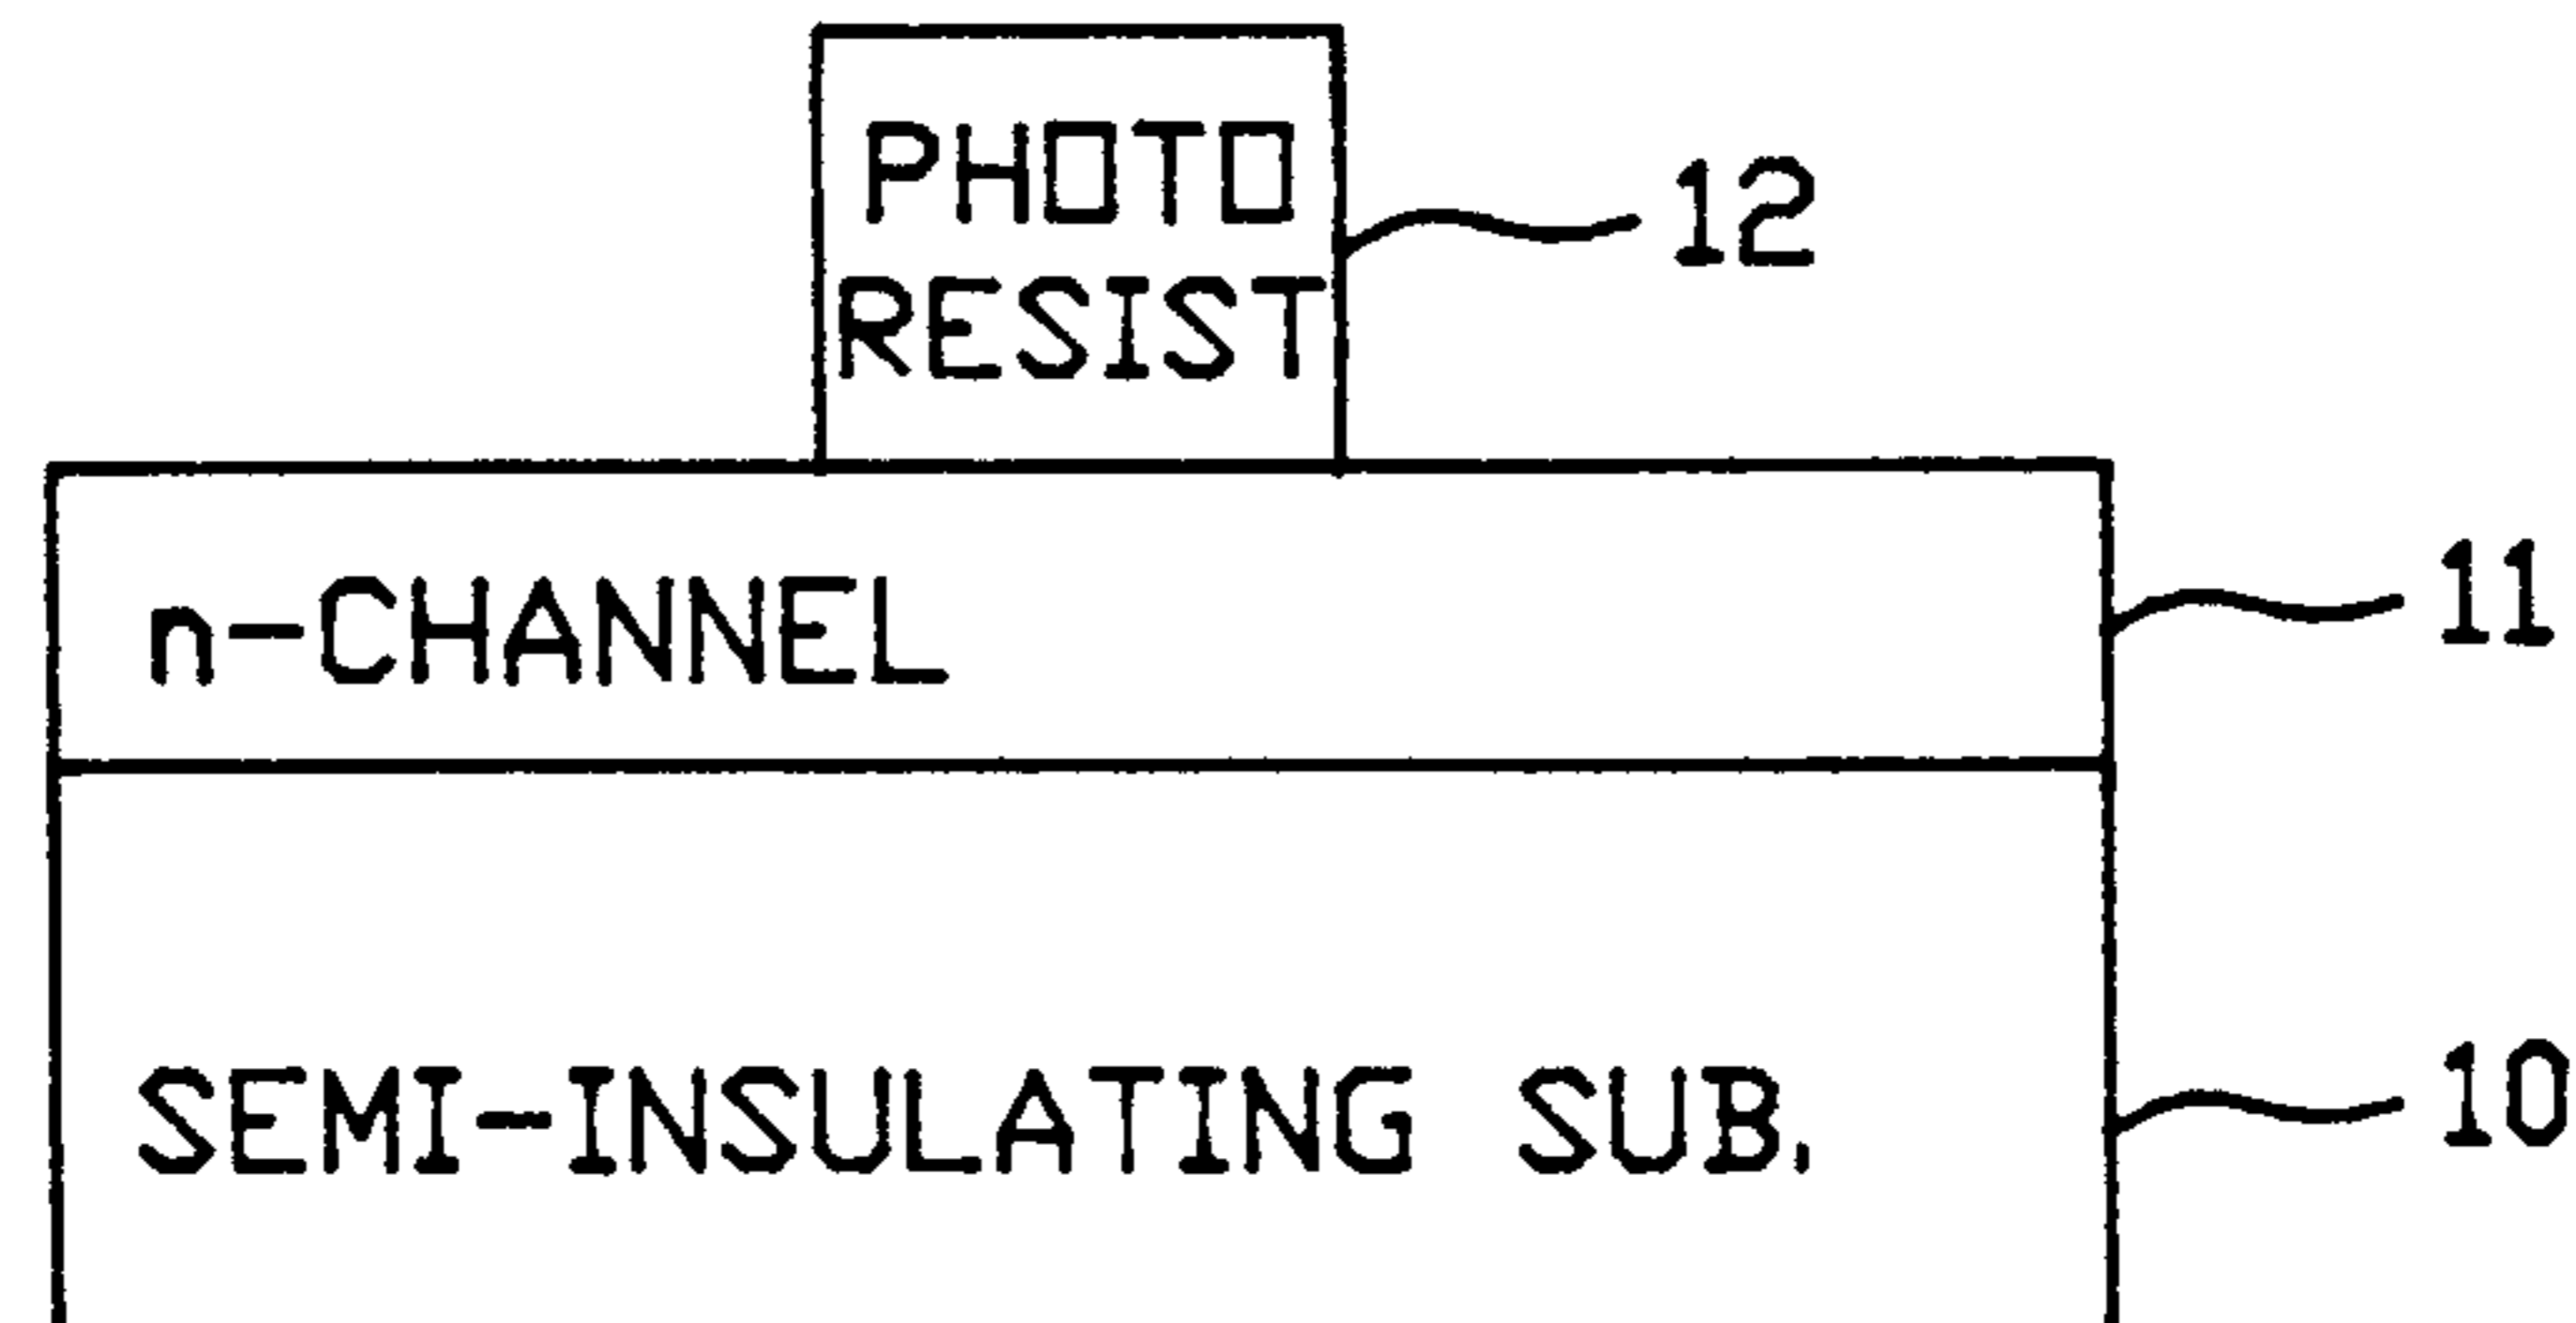 PHOTO
RESIST
12
n-CHANNEL
11
SEMI-INSULATING SUB.
10